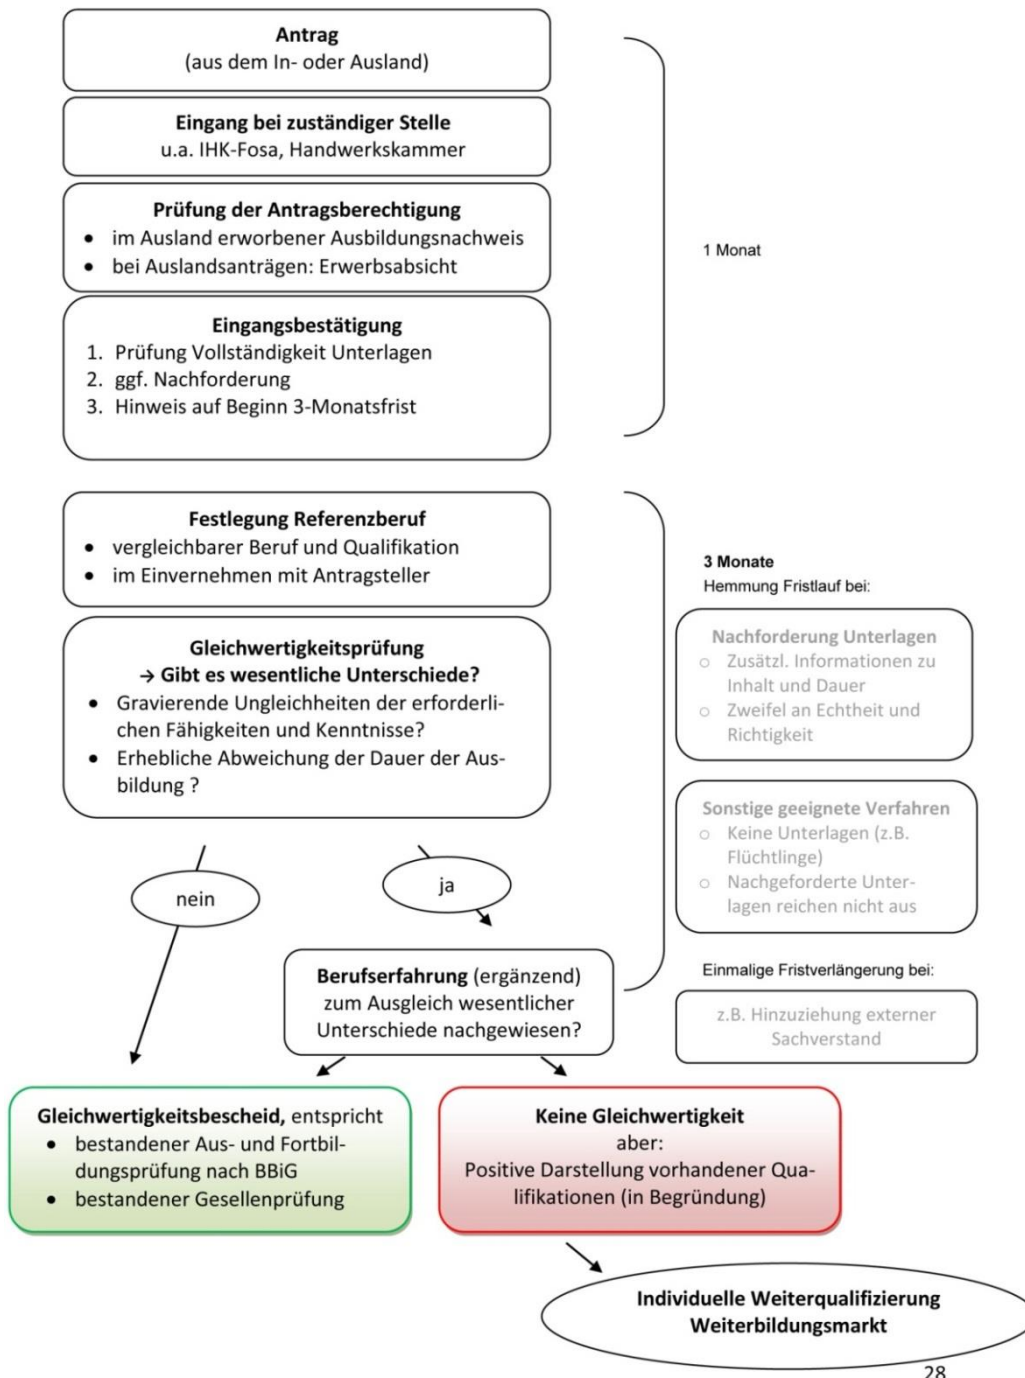 Antrag
(aus dem In- oder Ausland)
Eingang bei zuständiger Stelle
u.a. IHK-Fosa, Handwerkskammer
Prüfung der Antragsberechtigung
• im Ausland erworbener Ausbildungsnachweis
• bei Auslandsanträgen: Erwerbsabsicht
Eingangsbestätigung
1. Prüfung Vollständigkeit Unterlagen
2. ggf. Nachforderung
3. Hinweis auf Beginn 3-Monatsfrist
1 Monat
Festlegung Referenzberuf
• vergleichbarer Beruf und Qualifikation
• im Einvernehmen mit Antragsteller
Gleichwertigkeitsprüfung
→ Gibt es wesentliche Unterschiede?
• Gravierende Ungleichheiten der erforderli-
chen Fähigkeiten und Kenntnisse?
• Erhebliche Abweichung der Dauer der Aus-
bildung ?
3 Monate
Hemmung Fristlauf bei:
Nachforderung Unterlagen
○ Zusätzl. Informationen zu
Inhalt und Dauer
○ Zweifel an Echtheit und
Richtigkeit
Sonstige geeignete Verfahren
○ Keine Unterlagen (z.B.
Flüchtlinge)
○ Nachgeforderte Unter-
lagen reichen nicht aus
Einmalige Fristverlängerung bei:
z.B. Hinzuziehung externer
Sachverstand
nein
ja
Berufserfahrung (ergänzend)
zum Ausgleich wesentlicher
Unterschiede nachgewiesen?
Gleichwertigkeitsbescheid, entspricht
• bestandener Aus- und Fortbil-
dungsprüfung nach BBiG
• bestandener Gesellenprüfung
Keine Gleichwertigkeit
aber:
Positive Darstellung vorhandener Qua-
lifikationen (in Begründung)
Individuelle Weiterqualifizierung
Weiterbildungsmarkt
28